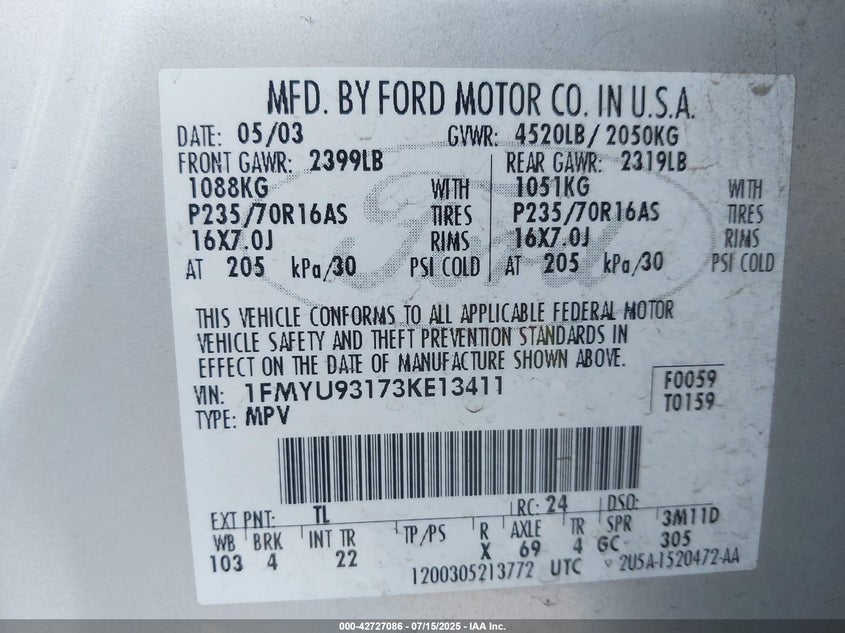 MFD. BY FORD MOTOR CO. IN U.S.A.
DATE: 05/03 GVWR: 4520LB/ 2050KG
FRONT GAWR: 2399LB REAR GAWR: 2319LB
1088KG WITH 1051KG WITH
P235/70R16AS TIRES P235/70R16AS TIRES
16X7.0J RIMS 16X7.0J RIMS
AT 205 kPa/30 PSI COLD AT 205 kPa/30 PSI COLD
Ford
THIS VEHICLE CONFORMS TO ALL APPLICABLE FEDERAL MOTOR
VEHICLE SAFETY AND THEFT PREVENTION STANDARDS IN
EFFECT ON THE DATE OF MANUFACTURE SHOWN ABOVE.
VIN: 1FMYU93173KE13411 F0059
TYPE: MPV T0159
EXT PNT: TL RC: 24 DSO:
WB BRK INT TR TP/PS R AXLE TR SPR 3M11D
103 4 22 X 69 4 GC 305
1200305213772 UTC 2U5A-1520472-AA
000-42727086 - 07/15/2025 - IAA Inc.